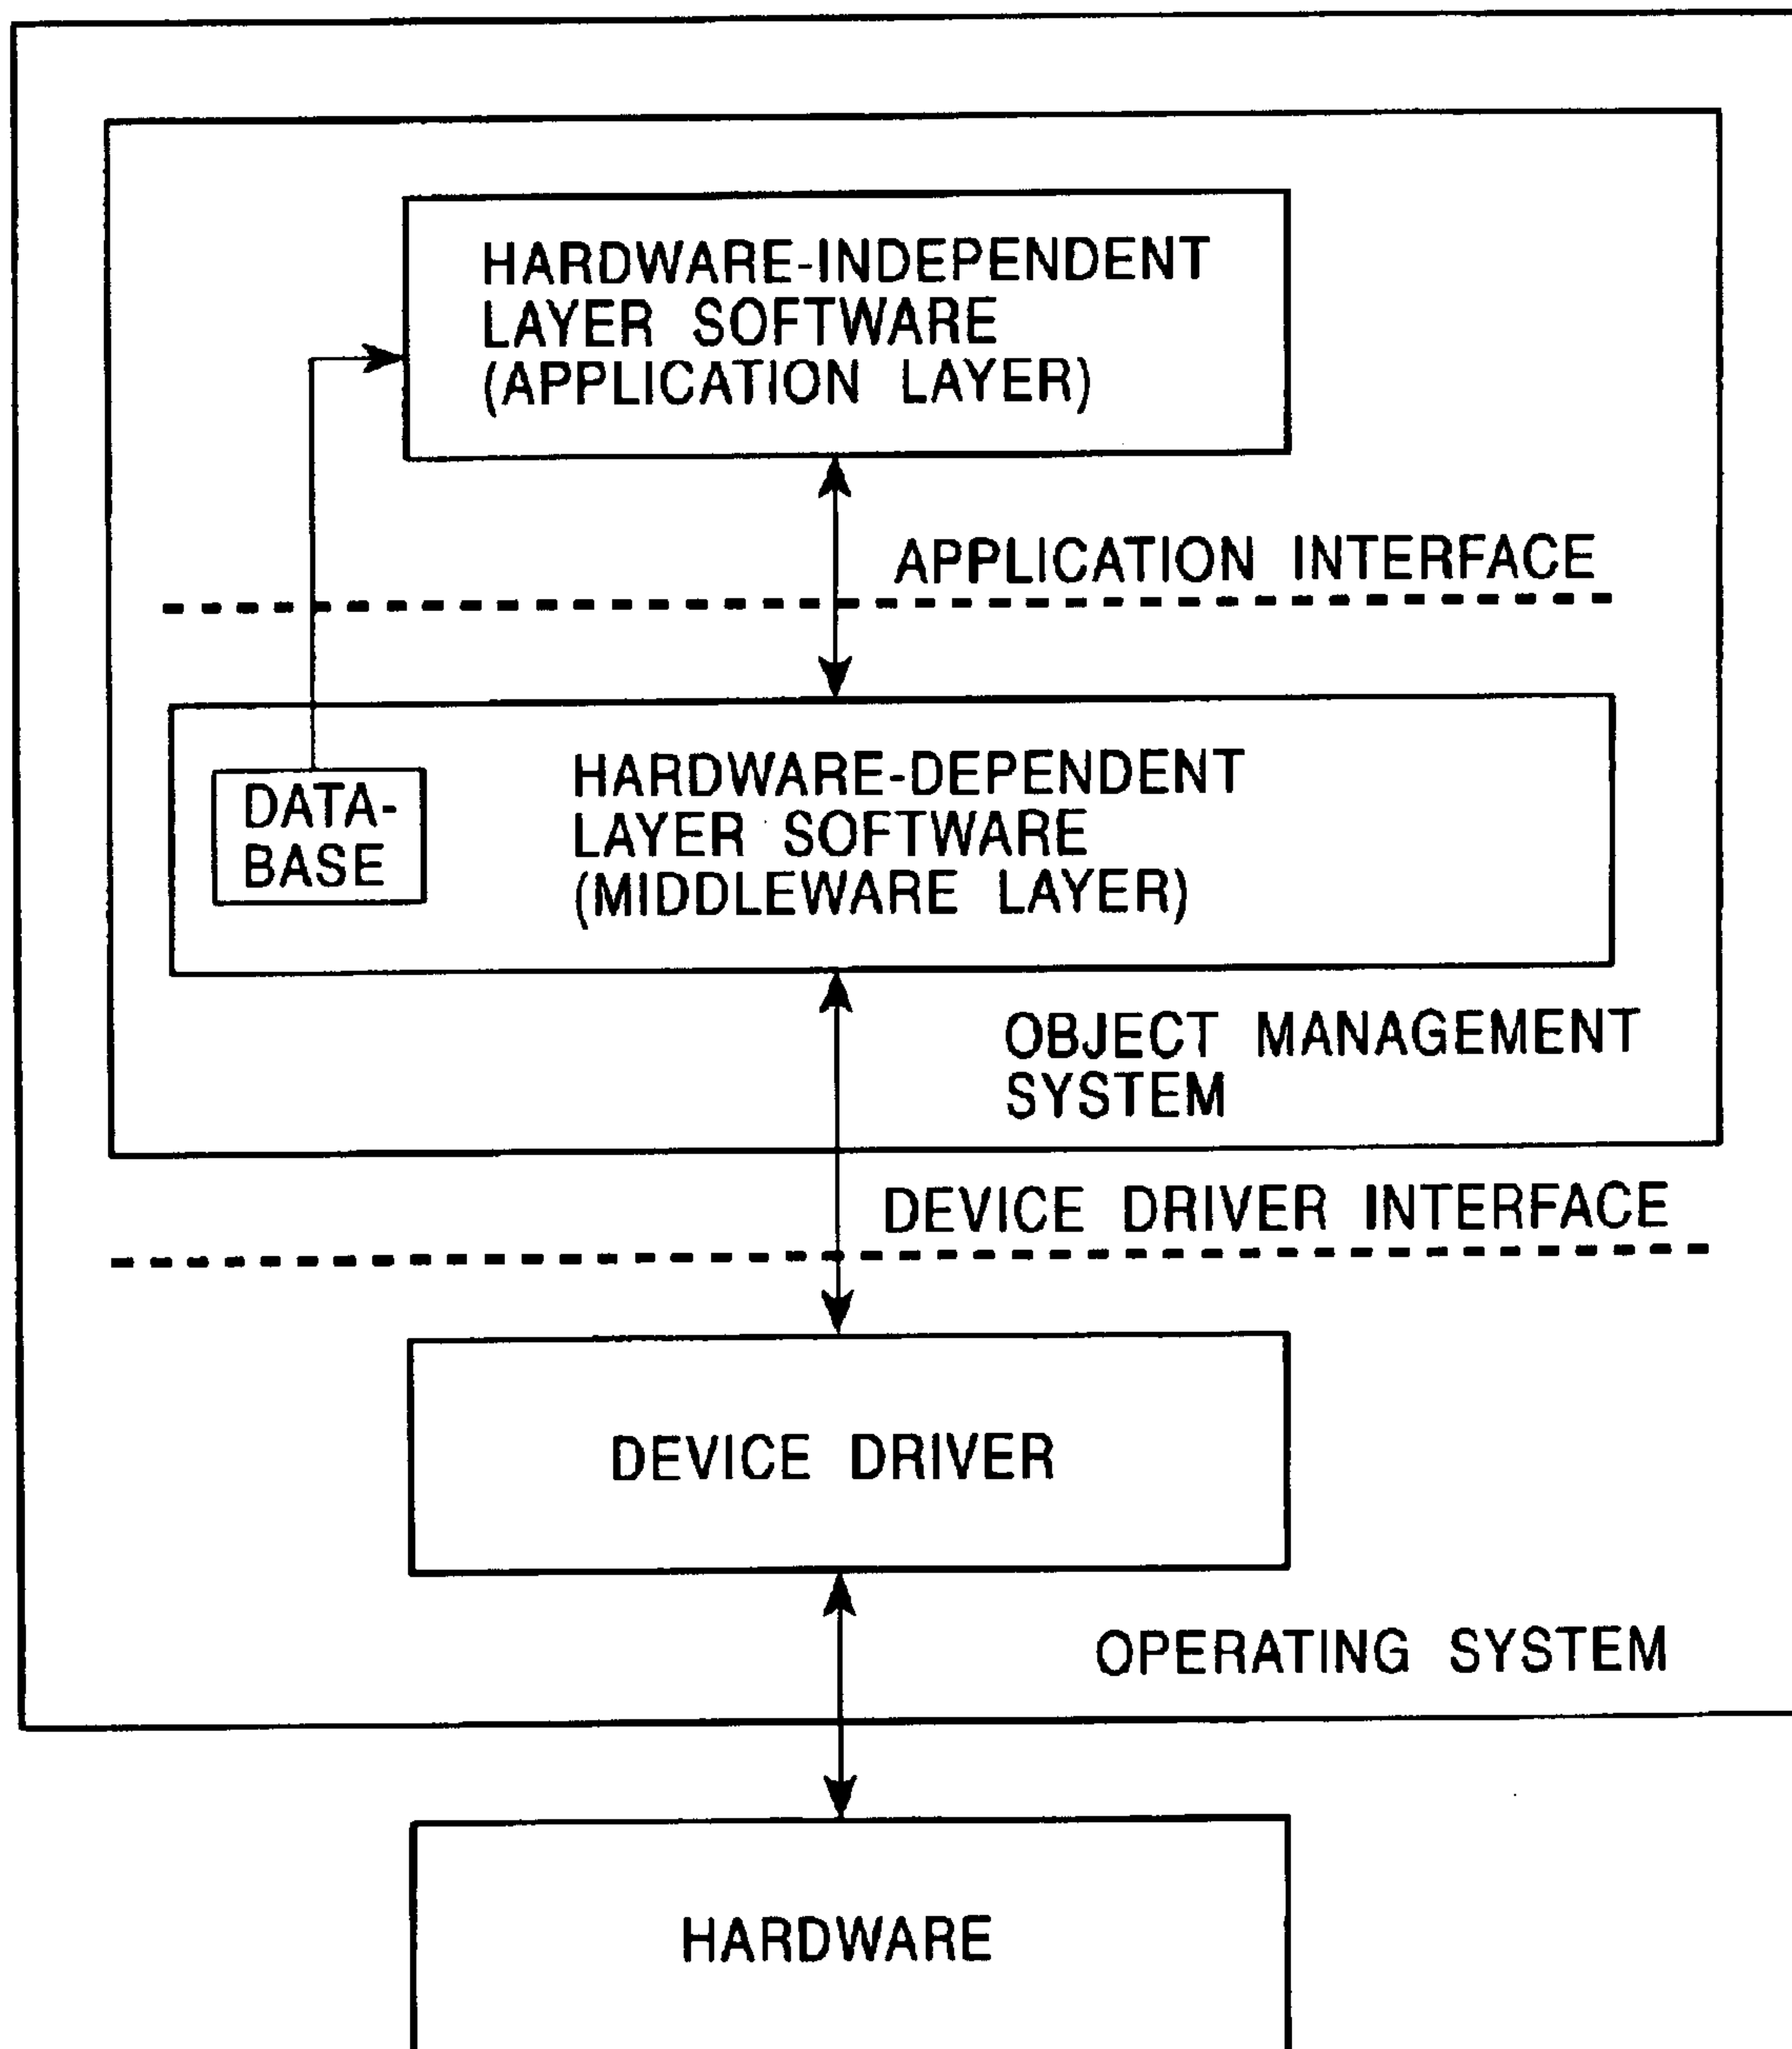 HARDWARE-INDEPENDENT
LAYER SOFTWARE
(APPLICATION LAYER)
APPLICATION INTERFACE
DATA-
BASE
HARDWARE-DEPENDENT
LAYER SOFTWARE
(MIDDLEWARE LAYER)
OBJECT MANAGEMENT
SYSTEM
DEVICE DRIVER INTERFACE
DEVICE DRIVER
OPERATING SYSTEM
HARDWARE